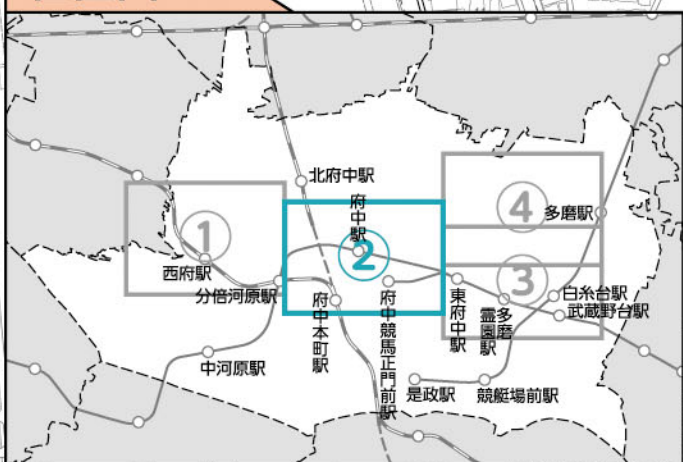 北府中駅
府中駅
①
②
③
④
多磨駅
西府駅
分倍河原駅
府中本町駅
府中競馬正門前駅
東府中駅
多磨霊園駅
白糸台駅
武蔵野台駅
中河原駅
是政駅
競艇場前駅